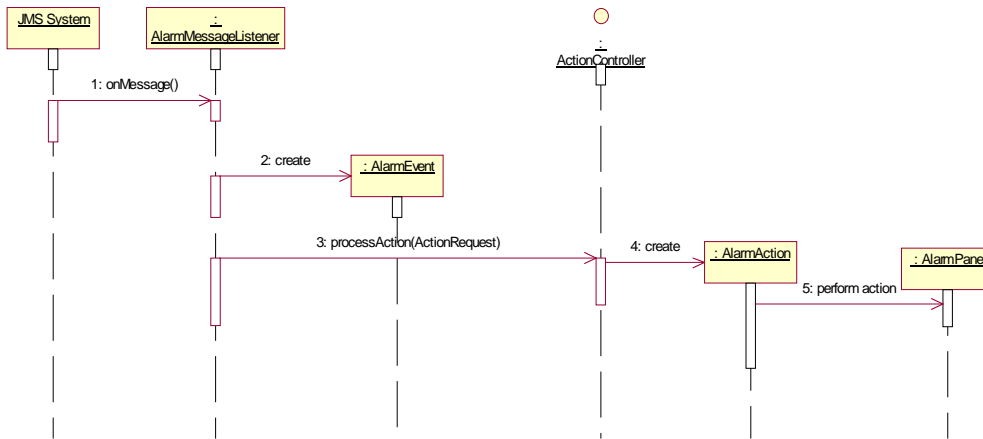 JMS System
:
AlarmMessageListener
:
ActionController
1: onMessage()
2: create
: AlarmEvent
3: processAction(ActionRequest)
4: create
: AlarmAction
: AlarmPane
5: perform action